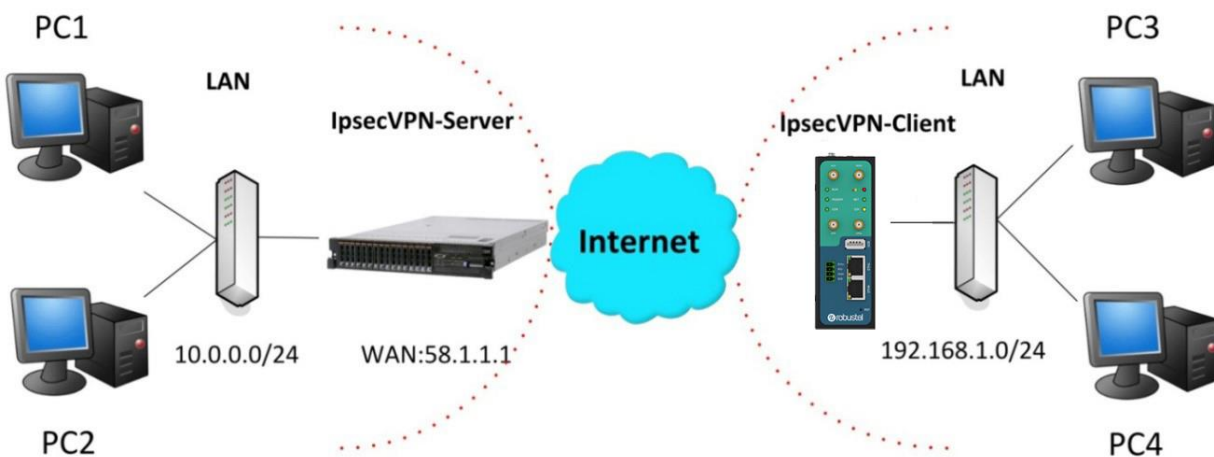 PC1
PC3
LAN
LAN
IpsecVPN-Server
IpsecVPN-Client
Internet
robustel
10.0.0.0/24
WAN:58.1.1.1
192.168.1.0/24
PC2
PC4